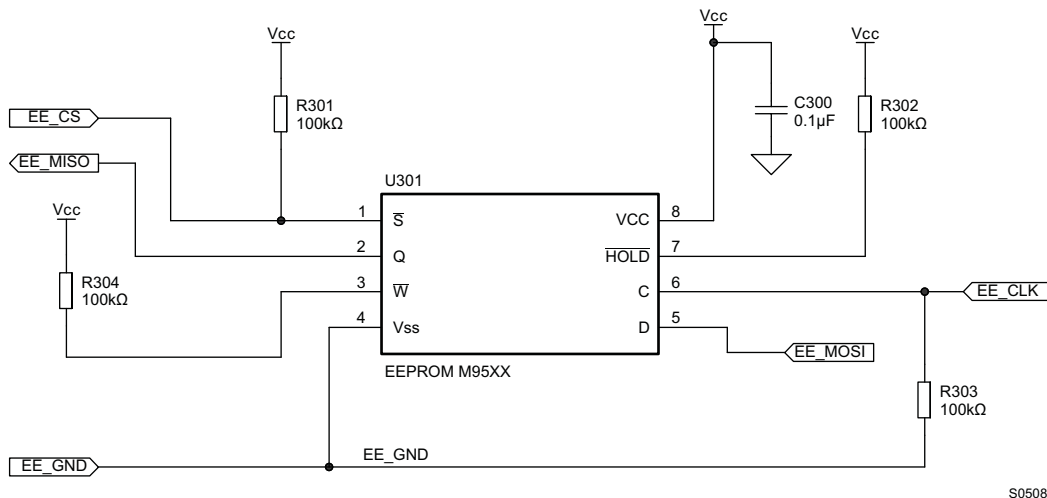 Vcc
Vcc
Vcc
R301
100kΩ
C300
0.1µF
R302
100kΩ
EE_CS
EE_MISO
U301
Vcc
1
S
VCC
8
2
Q
HOLD
7
R304
100kΩ
3
W
C
6
EE_CLK
4
Vss
D
5
EE_MOSI
EEPROM M95XX
R303
100kΩ
EE_GND
EE_GND
S0508